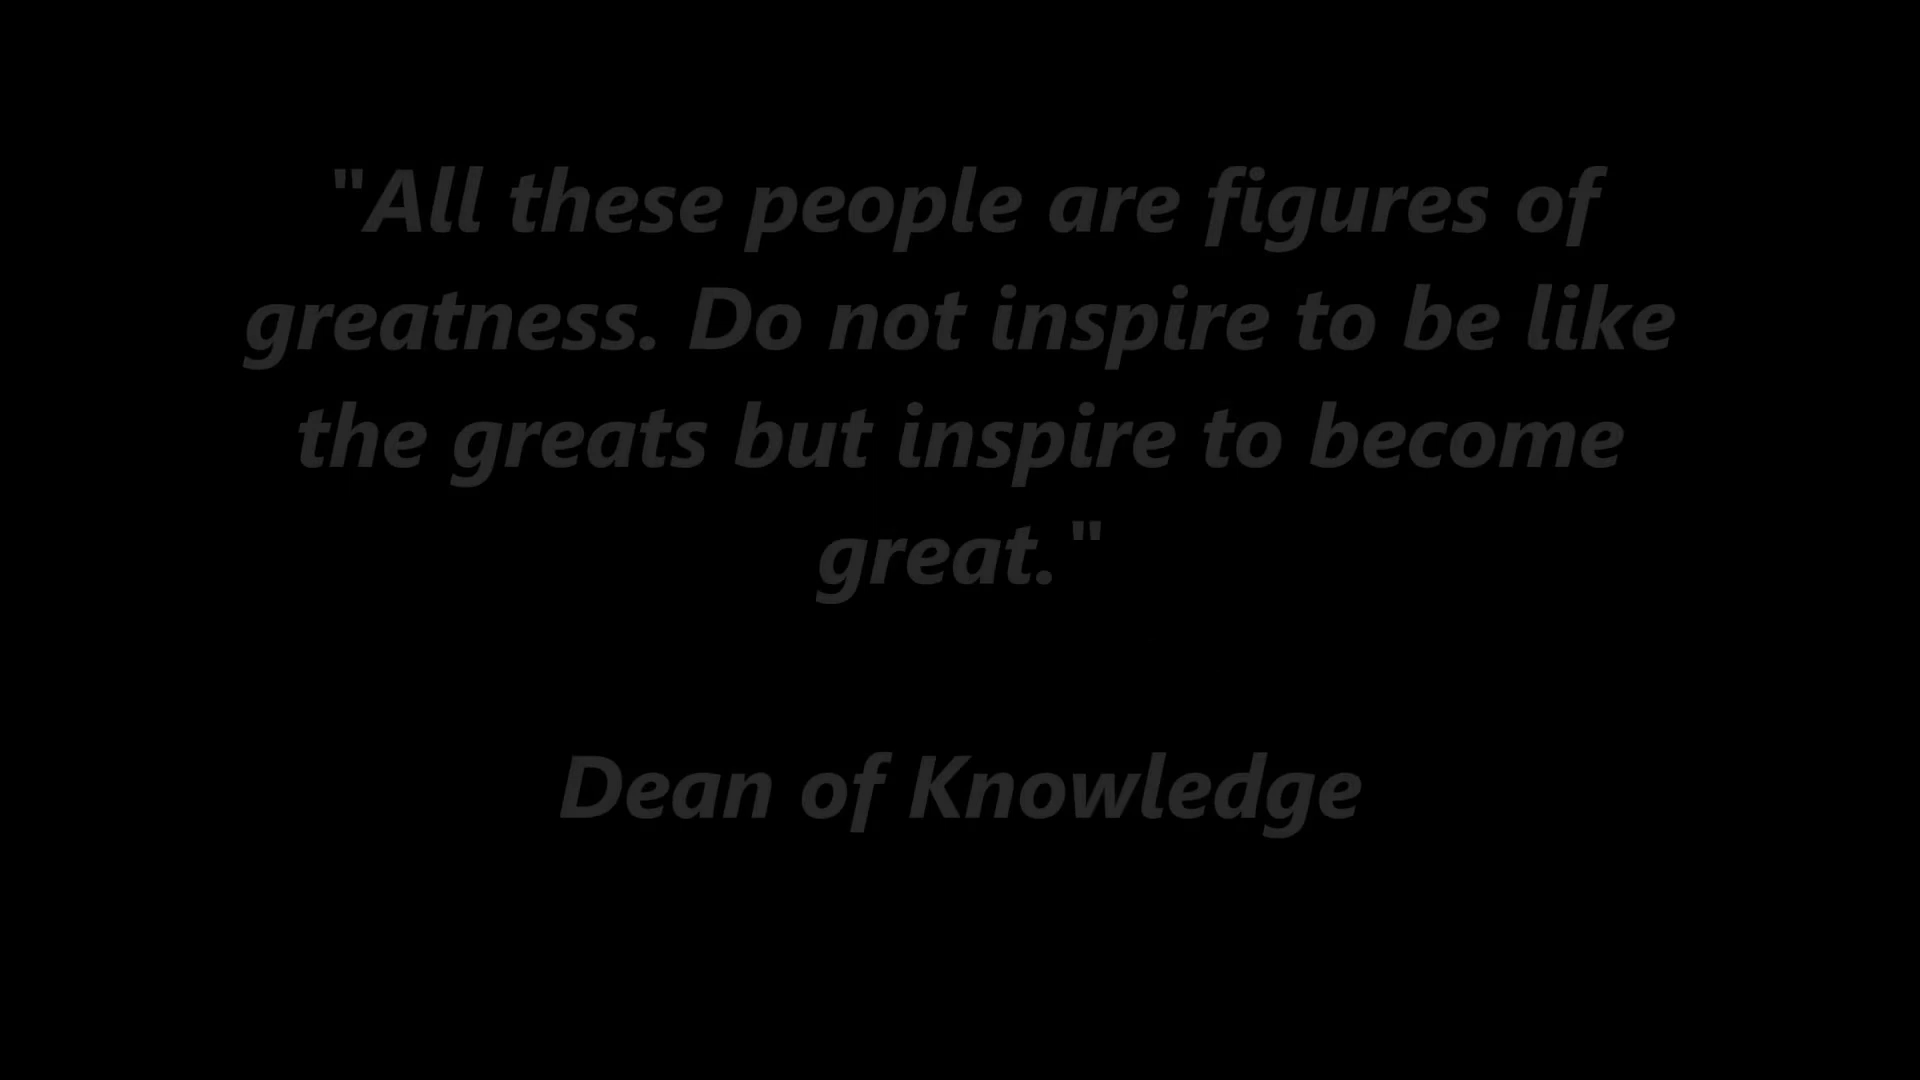 "All these people are figures of
greatness. Do not inspire to be like
the greats but inspire to become
great."
Dean of Knowledge